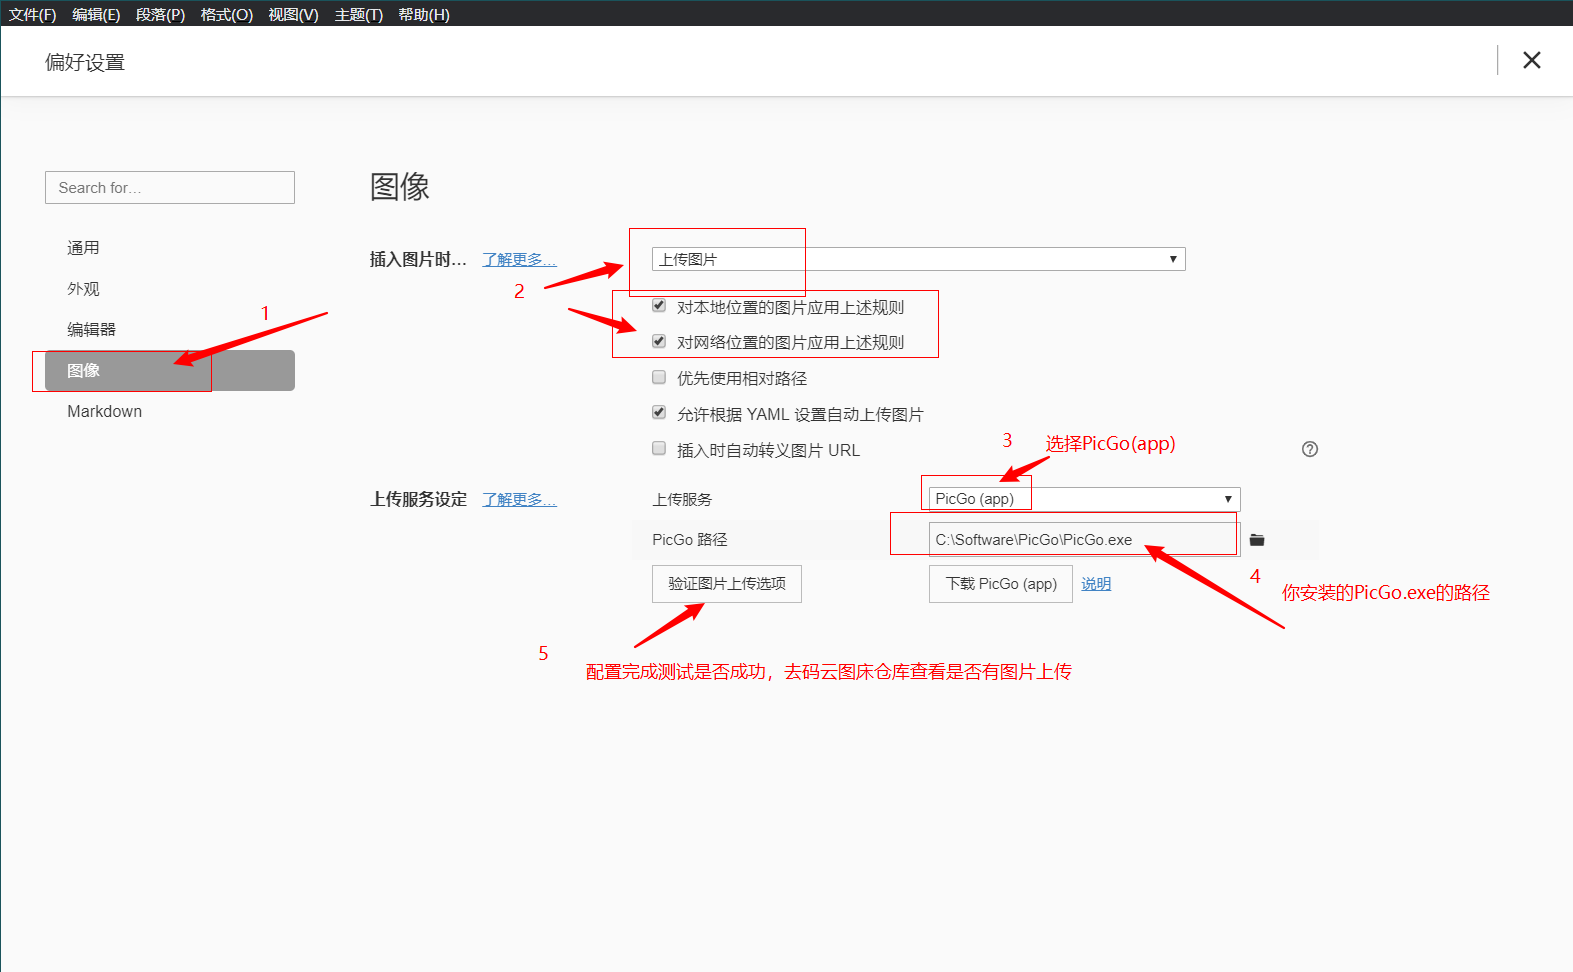 文件(F) 编辑(E) 段落(P) 格式(O) 视图(V) 主题(T) 帮助(H)
偏好设置
Search for…
通用
外观
编辑器
图像
Markdown
1
图像
插入图片时... 了解更多... 上传图片
2
对本地位置的图片应用上述规则
对网络位置的图片应用上述规则
优先使用相对路径
允许根据 YAML 设置自动上传图片
插入时自动转义图片 URL
3 选择PicGo(app)
上传服务设定 了解更多... 上传服务 PicGo (app)
PicGo 路径 C:\Software\PicGo\PicGo.exe
4 你安装的PicGo.exe的路径
验证图片上传选项 下载 PicGo (app) 说明
5 配置完成测试是否成功，去码云图床仓库查看是否有图片上传